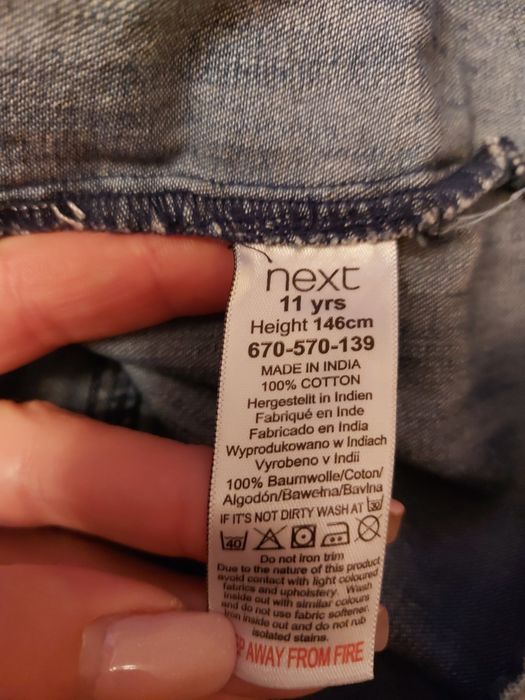 next
11 yrs
Height 146cm
670-570-139
MADE IN INDIA
100% COTTON
Hergestellt in Indien
Fabriqué en Inde
Fabricado en India
Wyprodukowano w Indiach
Vyrobeno v Indii
100% Baumwolle/Coton/
Algodón/Bawełna/Bavlna
IF IT'S NOT DIRTY WASH AT 30
40
Do not iron trim
Due to the nature of this product
avoid contact with light coloured
fabrics and upholstery. Wash
inside out with similar colours
and do not use fabric softener.
Iron inside out and do not rub
isolated stains.
AWAY FROM FIRE